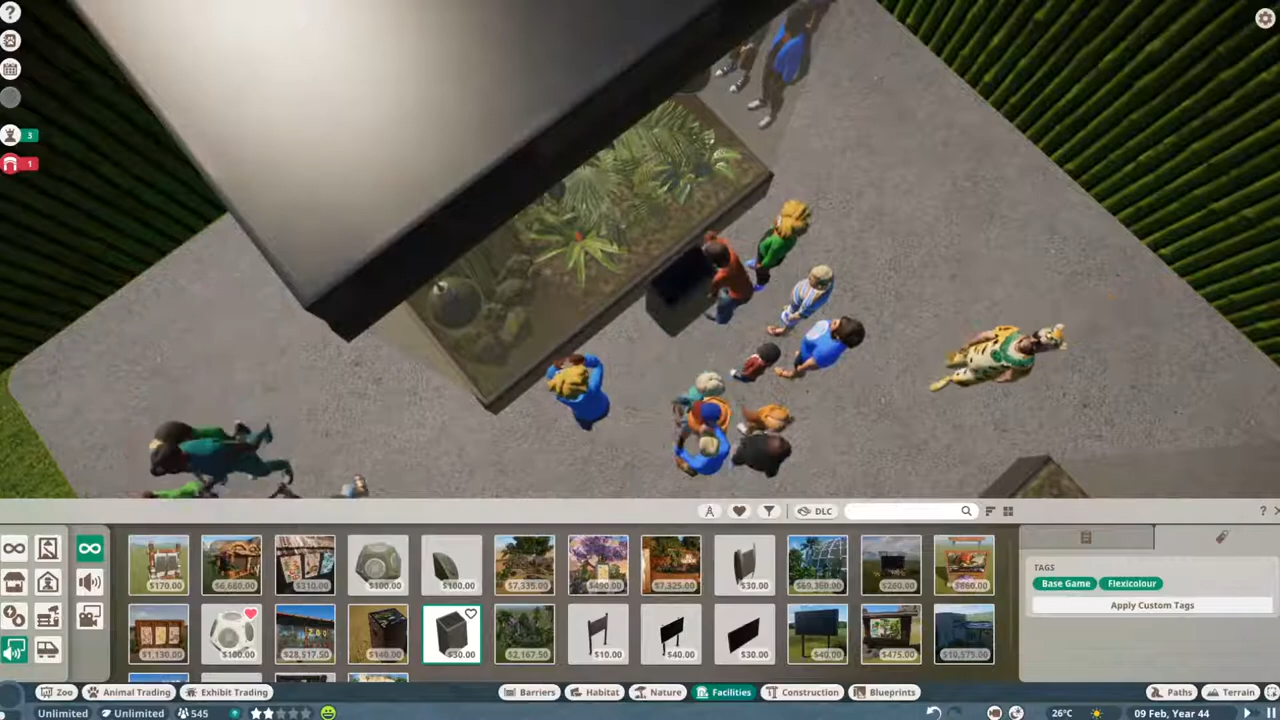 ?
3
1
DLC
?
$170.00 $6,680.00 $310.00 $100.00 $100.00 $7,335.00 $490.00 $7,325.00 $30.00 $69,360.00 $260.00 $660.00
$1,130.00 $100.00 $28,517.50 $140.00 $30.00 $2,167.50 $10.00 $40.00 $30.00 $40.00 $475.00 $10,575.00
TAGS
Base Game Flexicolour
Apply Custom Tags
Zoo Animal Trading Exhibit Trading Barriers Habitat Nature Facilities Construction Blueprints Paths Terrain
Unlimited Unlimited 545 26°C 09 Feb, Year 44